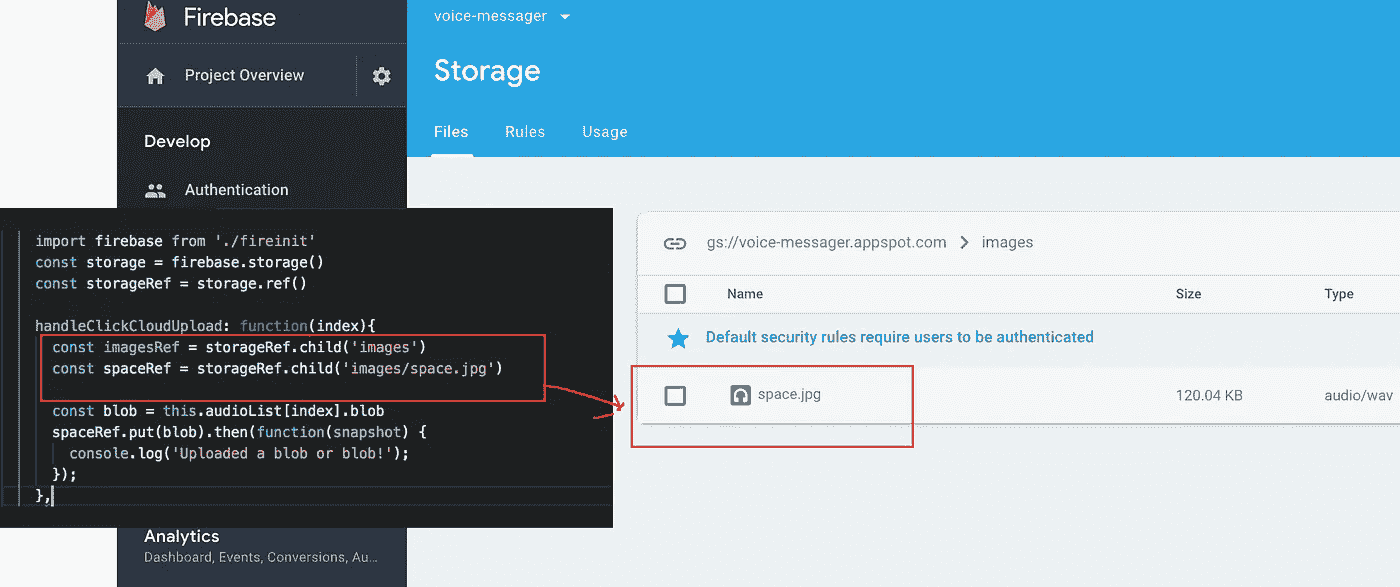 Firebase
voice-messager
Project Overview
Storage
Files Rules Usage
Develop
Authentication
import firebase from './fireinit'
const storage = firebase.storage()
const storageRef = storage.ref()
handleClickCloudUpload: function(index){
const imagesRef = storageRef.child('images')
const spaceRef = storageRef.child('images/space.jpg')
const blob = this.audioList[index].blob
spaceRef.put(blob).then(function(snapshot) {
console.log('Uploaded a blob or blob!');
});
},
gs://voice-messager.appspot.com > images
Name Size Type
Default security rules require users to be authenticated
space.jpg 120.04 KB audio/wav
Analytics
Dashboard, Events, Conversions, Au...